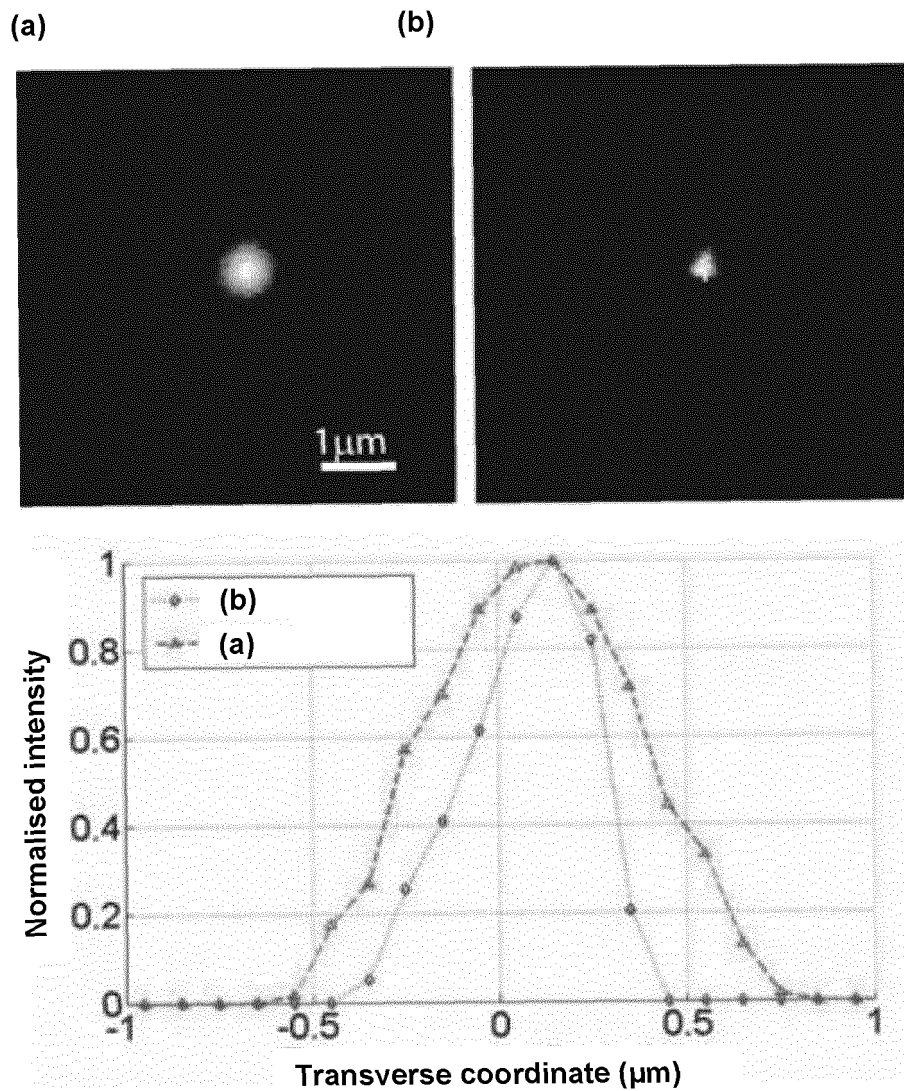 (a) (b)
1µm
Normalised intensity
1
0.8
0.6
0.4
0.2
0
(b)
(a)
-1 -0.5 0 0.5 1
Transverse coordinate (µm)